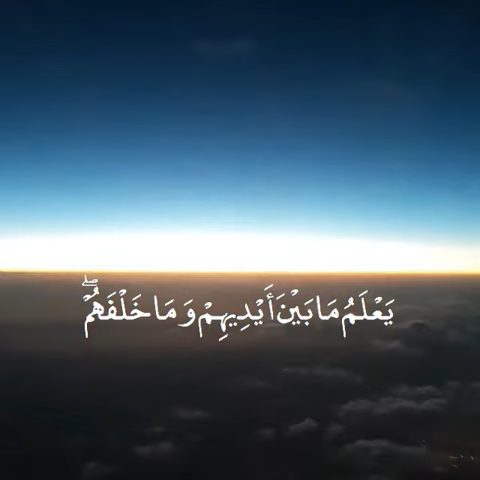 يَعْلَمُ مَا بَيْنَ أَيْدِيهِمْ وَمَا خَلْفَهُمْۖ